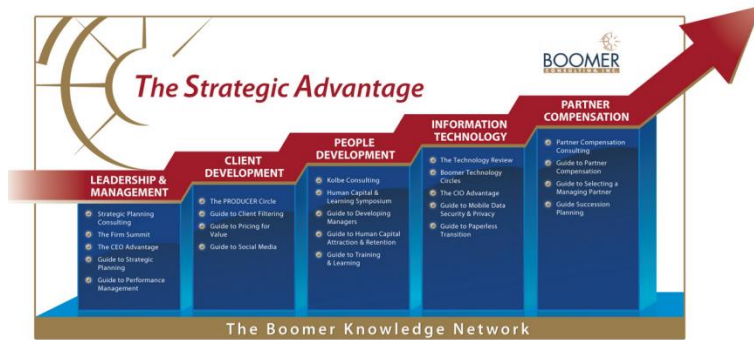 The Strategic Advantage
BOOMER
CONSULTING, INC.
LEADERSHIP &
MANAGEMENT
Strategic Planning
Consulting
The Firm Summit
The CEO Advantage
Guide to Strategic
Planning
Guide to Performance
Management
CLIENT
DEVELOPMENT
The PRODUCER Circle
Guide to Client Filtering
Guide to Pricing for
Value
Guide to Social Media
PEOPLE
DEVELOPMENT
Kolbe Consulting
Human Capital &
Learning Symposium
Guide to Developing
Managers
Guide to Human Capital
Attraction & Retention
Guide to Training
& Learning
INFORMATION
TECHNOLOGY
The Technology Review
Boomer Technology
Circles
The CIO Advantage
Guide to Mobile Data
Security & Privacy
Guide to Paperless
Transition
PARTNER
COMPENSATION
Partner Compensation
Consulting
Guide to Partner
Compensation
Guide to Selecting a
Managing Partner
Guide Succession
Planning
The Boomer Knowledge Network